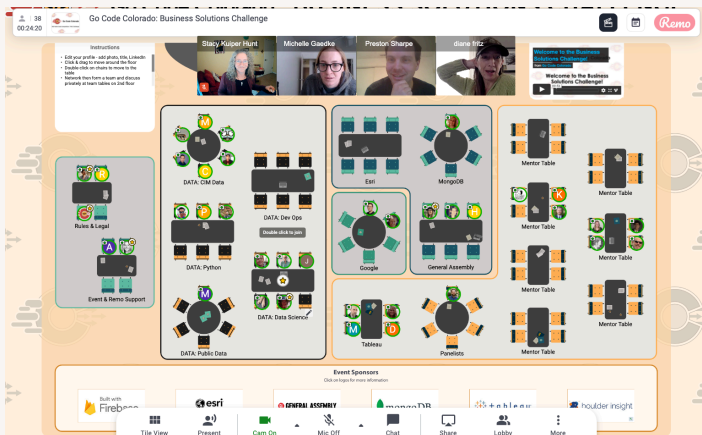 38
00:24:20
Go Code Colorado: Business Solutions Challenge
Remo
Instructions
• Edit your profile - add photo, title, LinkedIn
• Click & drag to move around the floor
• Double-click on chairs to move to the
table
• Network then form a team and discuss
privately at team tables on 2nd floor
Stacy Kuiper Hunt
Michelle Gaedke
Preston Sharpe
diane fritz
Welcome to the Business
Solutions Challenge!
Welcome to the Business
Solutions Challenge!
R
Rules & Legal
A
Event & Remo Support
M
C
DATA: CIM Data
DATA: Dev Ops
Double click to join
P
DATA: Python
J
DATA: Data Science
M
DATA: Public Data
Esri
MongoDB
Google
H
General Assembly
M
D
Tableau
Panelists
Mentor Table
Mentor Table
K
Mentor Table
Mentor Table
Mentor Table
Mentor Table
Mentor Table
Event Sponsors
Click on logos for more information
Built with
Firebase
esri
GENERAL ASSEMBLY
mongoDB
tableau
boulder insight
Tile View
Present
Cam On
Mic Off
Chat
Share
Lobby
More